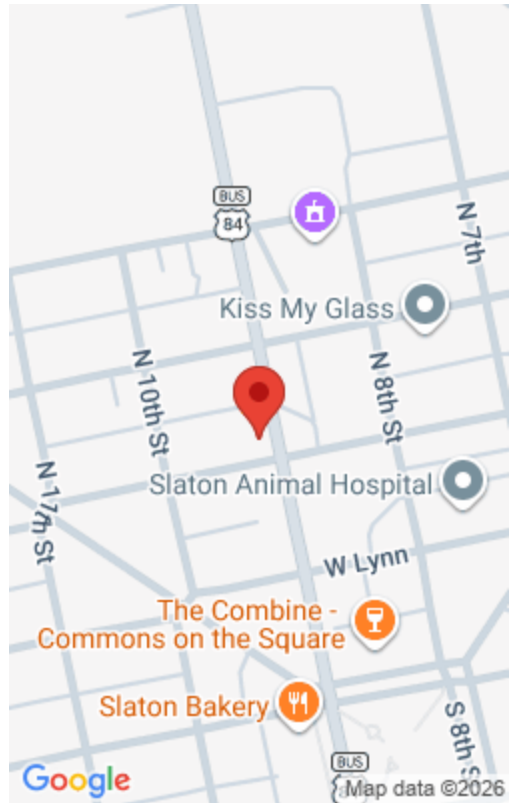 BUS
84
N 7th
Kiss My Glass
N 10th St
N 8th St
Slaton Animal Hospital
N 17th St
W Lynn
The Combine -
Commons on the Square
Slaton Bakery
S 8th S
BUS
Google
Map data ©2026